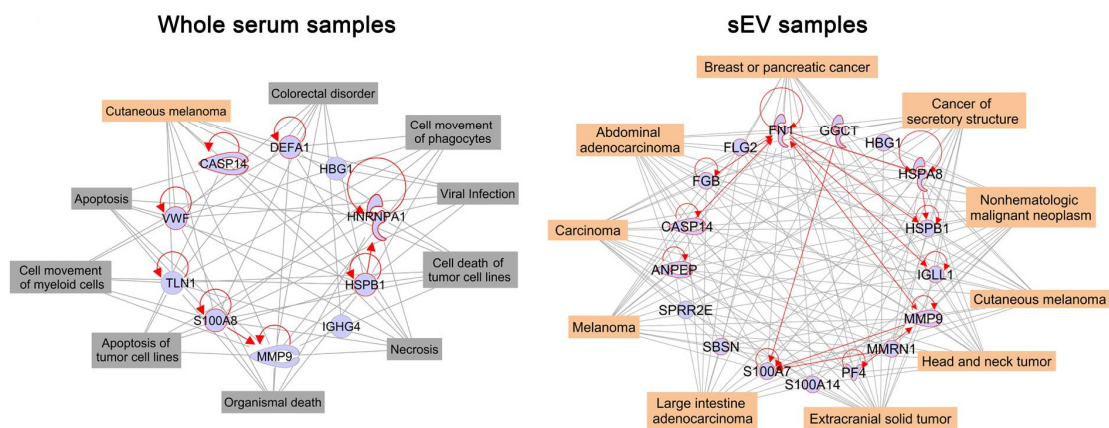 Whole serum samples
Colorectal disorder
Cutaneous melanoma
Cell movement
of phagocytes
DEFA1
CASP14
HBG1
Apoptosis
Viral Infection
VWF
HNRNPA1
Cell movement
of myeloid cells
TLN1
HSPB1
Cell death of
tumor cell lines
S100A8
IGHG4
Apoptosis of
tumor cell lines
MMP9
Necrosis
Organismal death
sEV samples
Breast or pancreatic cancer
Abdominal
adenocarcinoma
FN1
GGCT
Cancer of
secretory structure
FLG2
HBG1
FGB
HSPA8
Nonhematologic
malignant neoplasm
Carcinoma
CASP14
HSPB1
ANPEP
IGLL1
Cutaneous melanoma
SPRR2E
MMP9
Melanoma
SBSN
MMRN1
Head and neck tumor
S100A7
PF4
S100A14
Large intestine
adenocarcinoma
Extracranial solid tumor